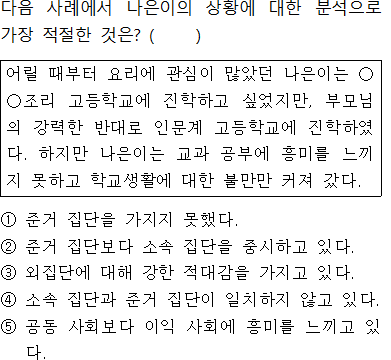 다음 사례에서 나은이의 상황에 대한 분석으로
가장 적절한 것은? (     )
어릴 때부터 요리에 관심이 많았던 나은이는 ○
○조리 고등학교에 진학하고 싶었지만, 부모님
의 강력한 반대로 인문계 고등학교에 진학하였
다. 하지만 나은이는 교과 공부에 흥미를 느끼
지 못하고 학교생활에 대한 불만만 커져 갔다.
① 준거 집단을 가지지 못했다.
② 준거 집단보다 소속 집단을 중시하고 있다.
③ 외집단에 대해 강한 적대감을 가지고 있다.
④ 소속 집단과 준거 집단이 일치하지 않고 있다.
⑤ 공동 사회보다 이익 사회에 흥미를 느끼고 있
다.